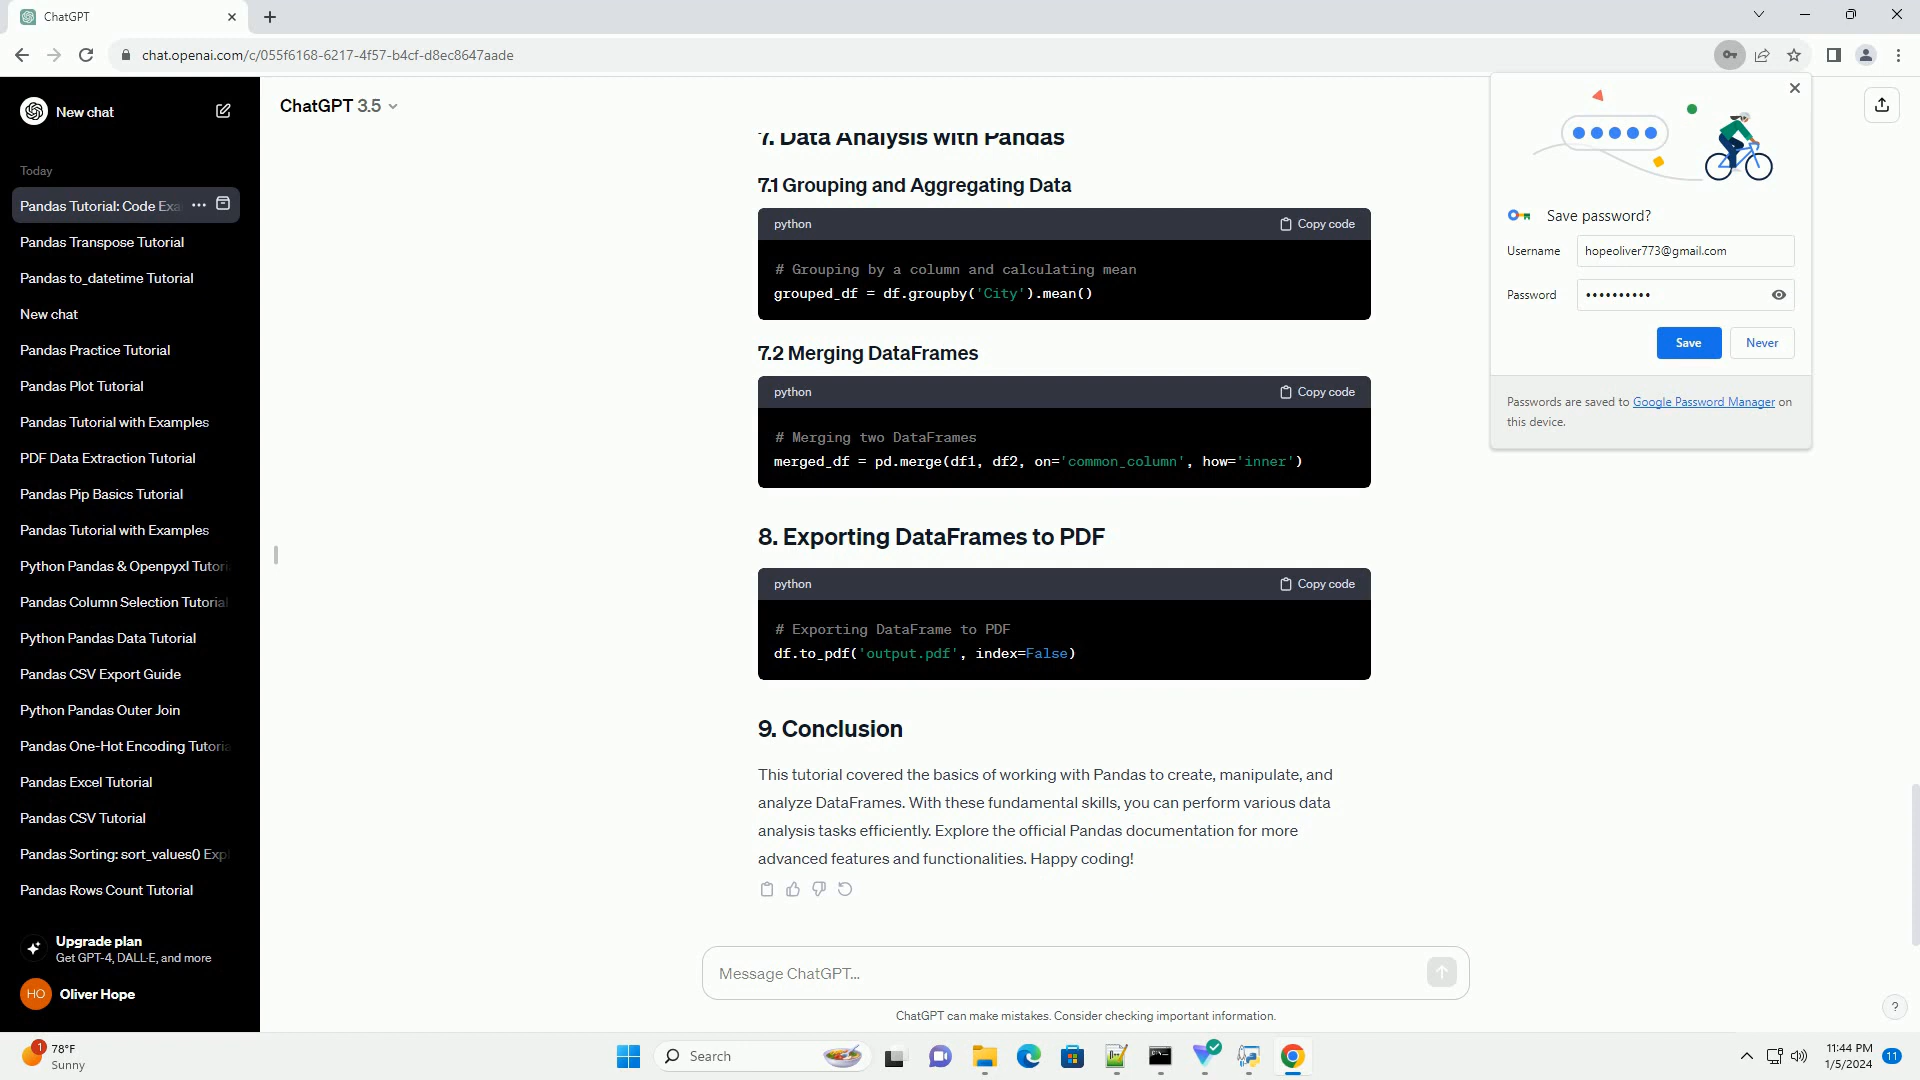 ChatGPT
chat.openai.com/c/055f6168-6217-4f57-b4cf-d8ec8647aade
New chat
Today
Pandas Tutorial: Code Exa
Pandas Transpose Tutorial
Pandas to_datetime Tutorial
New chat
Pandas Practice Tutorial
Pandas Plot Tutorial
Pandas Tutorial with Examples
PDF Data Extraction Tutorial
Pandas Pip Basics Tutorial
Pandas Tutorial with Examples
Python Pandas & Openpyxl Tutori
Pandas Column Selection Tutorial
Python Pandas Data Tutorial
Pandas CSV Export Guide
Python Pandas Outer Join
Pandas One-Hot Encoding Tutoria
Pandas Excel Tutorial
Pandas CSV Tutorial
Pandas Sorting: sort_values() Exp
Pandas Rows Count Tutorial
Upgrade plan
Get GPT-4, DALL·E, and more
HO Oliver Hope
ChatGPT 3.5
7. Data Analysis with Pandas
7.1 Grouping and Aggregating Data
python Copy code
# Grouping by a column and calculating mean
grouped_df = df.groupby('City').mean()
7.2 Merging DataFrames
python Copy code
# Merging two DataFrames
merged_df = pd.merge(df1, df2, on='common_column', how='inner')
8. Exporting DataFrames to PDF
python Copy code
# Exporting DataFrame to PDF
df.to_pdf('output.pdf', index=False)
9. Conclusion
This tutorial covered the basics of working with Pandas to create, manipulate, and
analyze DataFrames. With these fundamental skills, you can perform various data
analysis tasks efficiently. Explore the official Pandas documentation for more
advanced features and functionalities. Happy coding!
Message ChatGPT...
ChatGPT can make mistakes. Consider checking important information.
?
Save password?
Username hopeoliver773@gmail.com
Password ••••••••••
Save Never
Passwords are saved to Google Password Manager on
this device.
1 78°F
Sunny
Search
11:44 PM
1/5/2024
11